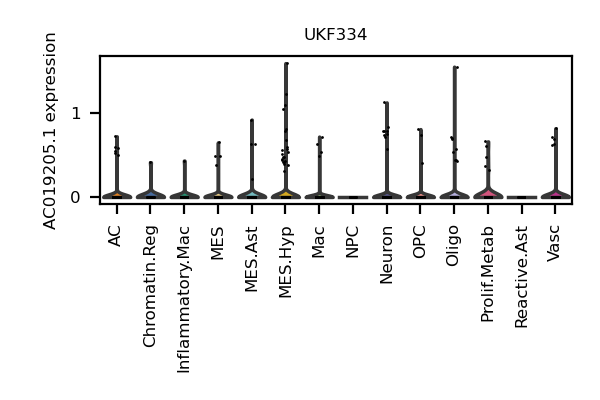 UKF334
AC019205.1 expression
1
0
AC
Chromatin.Reg
Inflammatory.Mac
MES
MES.Ast
MES.Hyp
Mac
NPC
Neuron
OPC
Oligo
Prolif.Metab
Reactive.Ast
Vasc